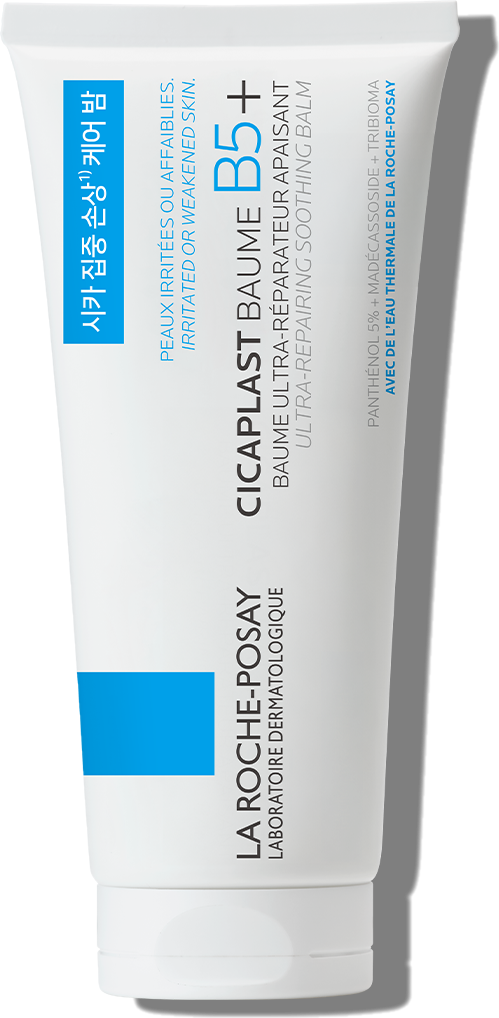 시카 집중 손상1) 케어 밤
PEAUX IRRITÉES OU AFFAIBLIES.
IRRITATED OR WEAKENED SKIN.
CICAPLAST BAUME B5+
BAUME ULTRA-RÉPARATEUR APAISANT
ULTRA-REPAIRING SOOTHING BALM
PANTHÉNOL 5% + MADÉCASSOSIDE + TRIBIOMA
AVEC DE L'EAU THERMALE DE LA ROCHE-POSAY
LA ROCHE-POSAY
LABORATOIRE DERMATOLOGIQUE